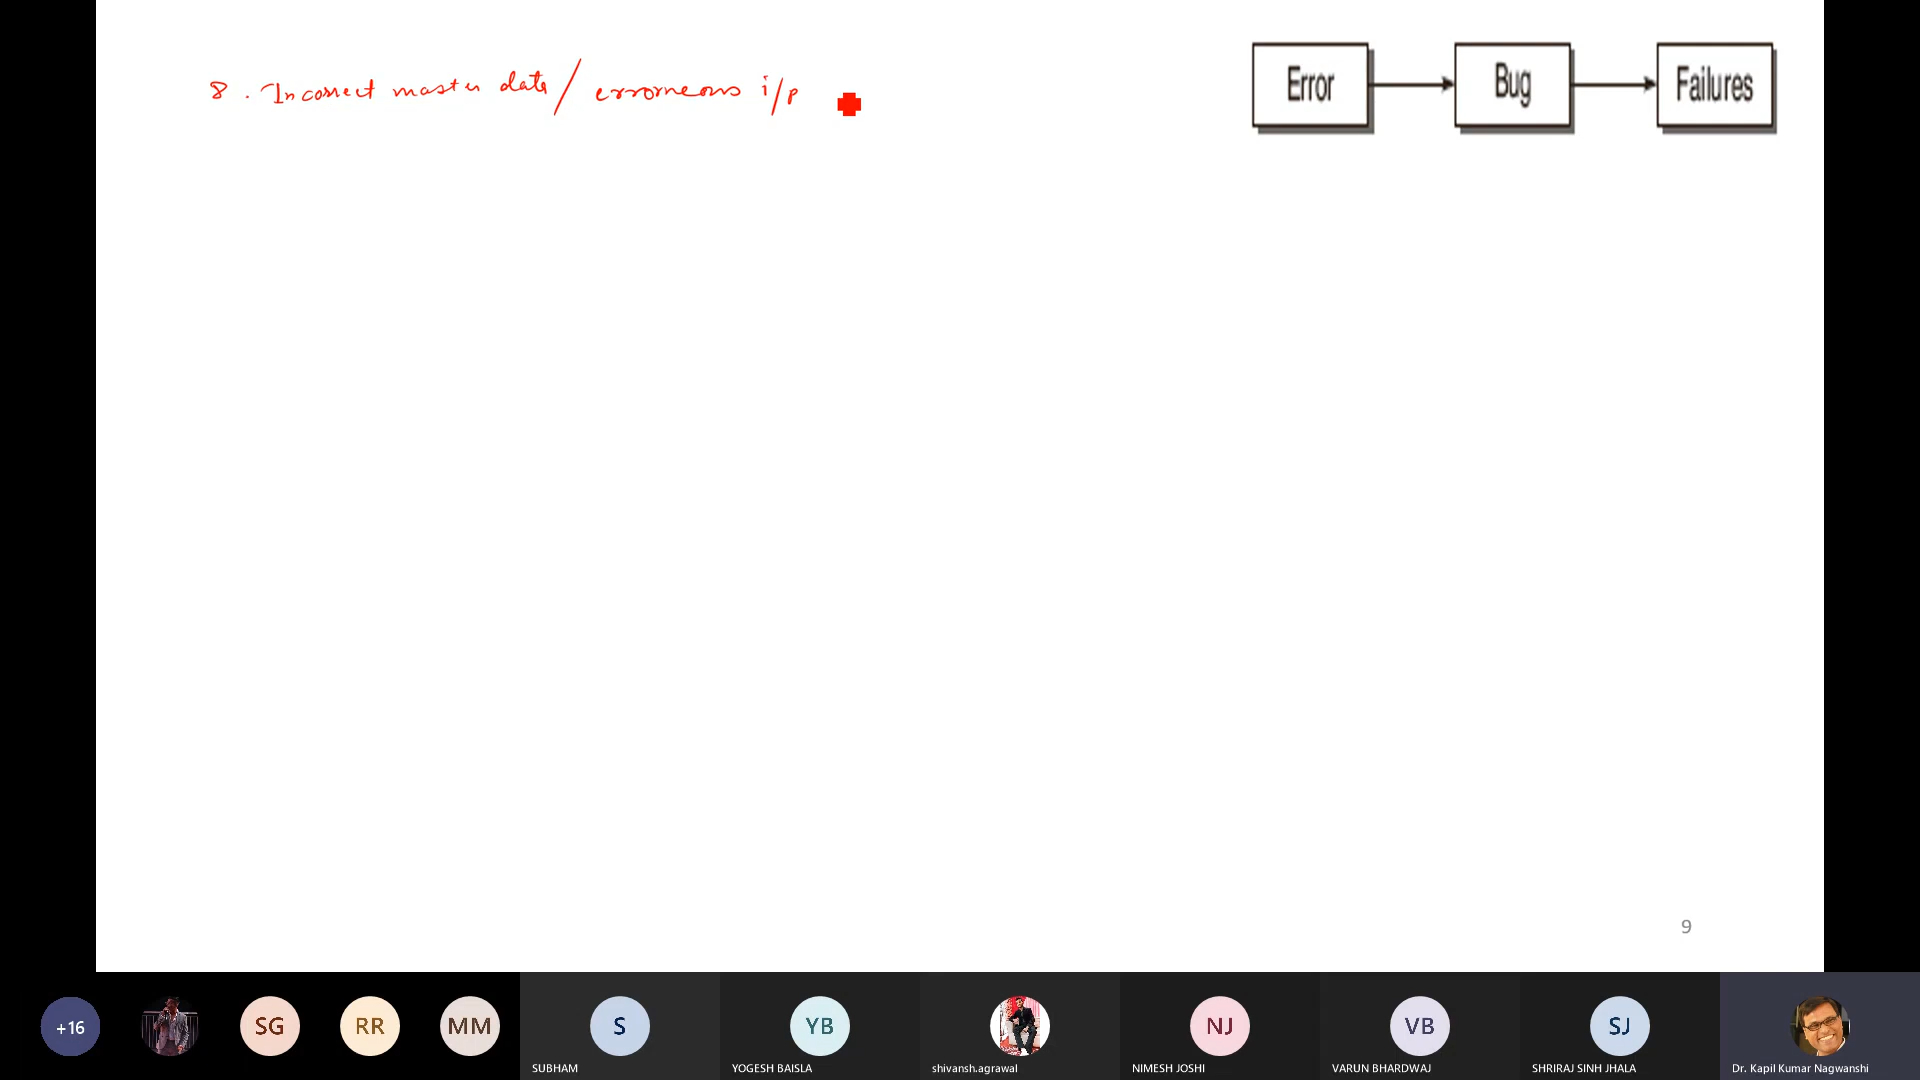 8. Incorrect master data / erromeous i/p
Error
Bug
Failures
9
+16
SG
RR
MM
S
YB
NJ
VB
SJ
SUBHAM
YOGESH BAISLA
shivansh.agrawal
NIMESH JOSHI
VARUN BHARDWAJ
SHRIRAJ SINH JHALA
Dr. Kapil Kumar Nagwanshi